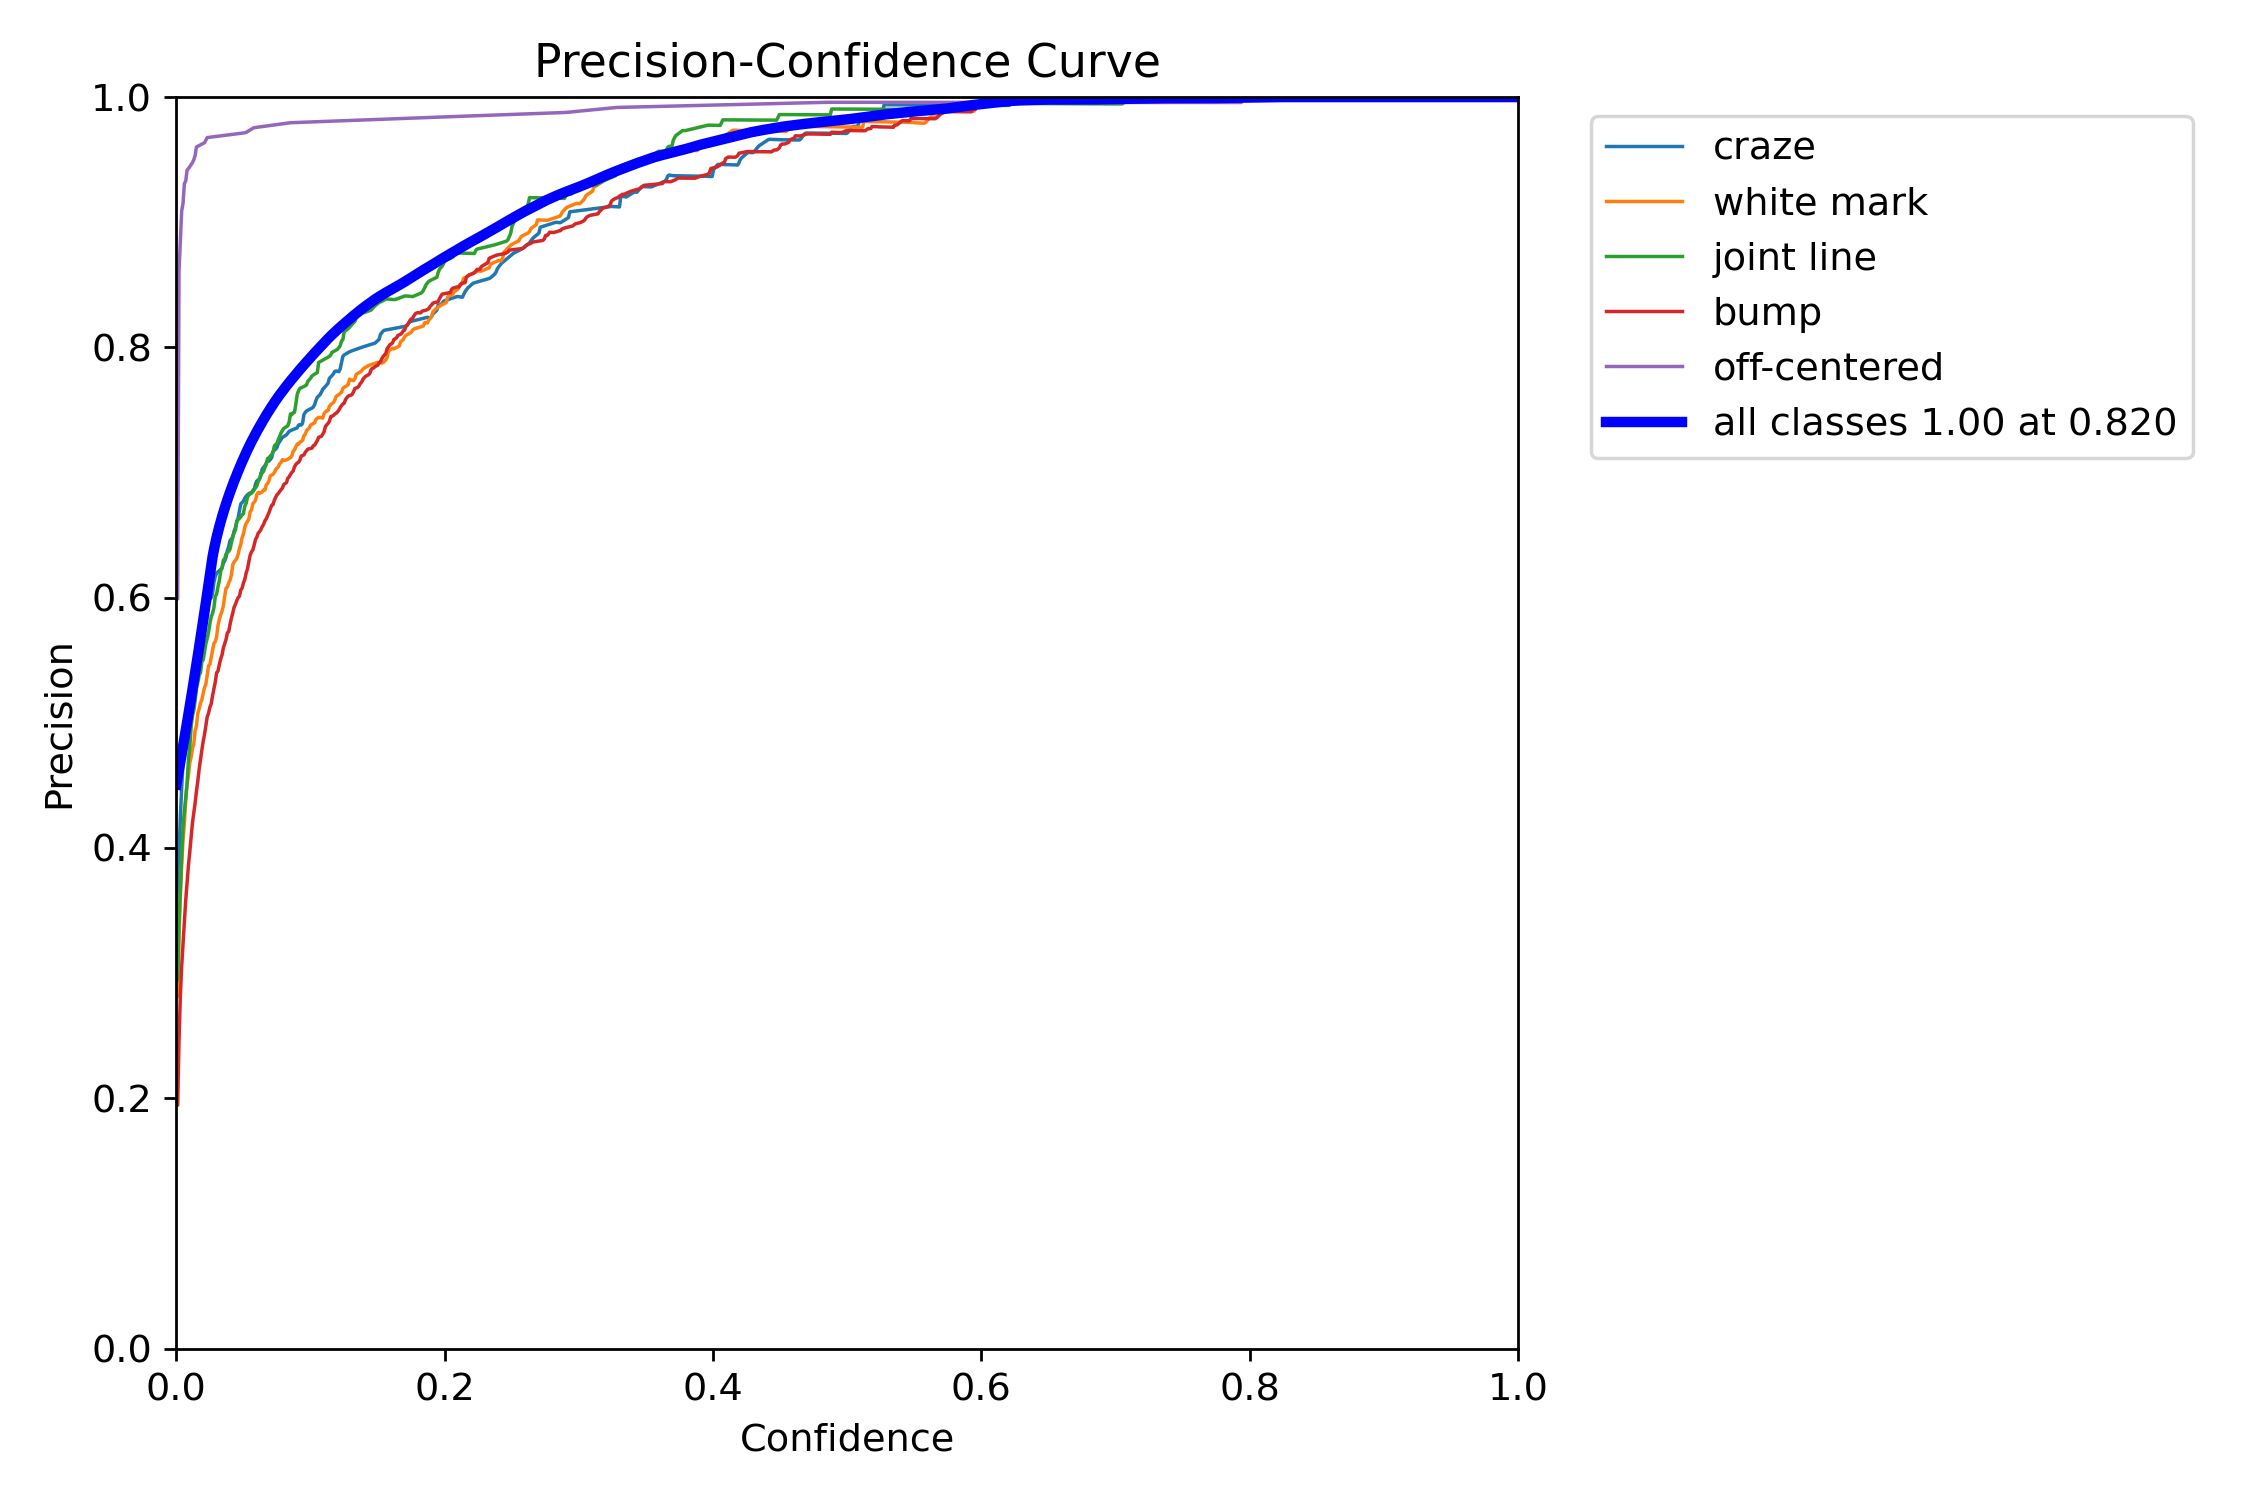 Precision-Confidence Curve
1.0
0.8
0.6
0.4
0.2
0.0
Precision
0.0 0.2 0.4 0.6 0.8 1.0
Confidence
craze
white mark
joint line
bump
off-centered
all classes 1.00 at 0.820